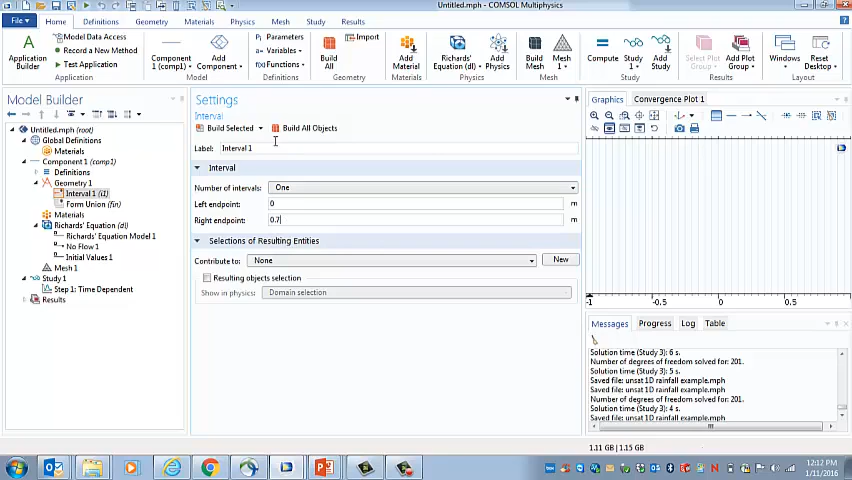 Untitled.mph - COMSOL Multiphysics
File
Home
Definitions
Geometry
Materials
Physics
Mesh
Study
Results
Application Builder
Model Data Access
Record a New Method
Test Application
Application
Component 1 (comp1)
Add Component
Model
Parameters
Variables
Functions
Definitions
Build All
Import
Geometry
Add Material
Materials
Richards' Equation (dl)
Add Physics
Physics
Build Mesh
Mesh 1
Mesh
Compute
Study 1
Add Study
Study
Select Plot Group
Add Plot Group
Results
Windows
Reset Desktop
Layout
Model Builder
Untitled.mph (root)
Global Definitions
Materials
Component 1 (comp1)
Definitions
Geometry 1
Interval 1 (i1)
Form Union (fin)
Materials
Richards' Equation (dl)
Richards' Equation Model 1
No Flow 1
Initial Values 1
Mesh 1
Study 1
Step 1: Time Dependent
Results
Settings
Interval
Build Selected
Build All Objects
Label: Interval 1
Interval
Number of intervals: One
Left endpoint: 0 m
Right endpoint: 0.7 m
Selections of Resulting Entities
Contribute to: None New
Resulting objects selection
Show in physics: Domain selection
Graphics Convergence Plot 1
-1 -0.5 0 0.5
Messages Progress Log Table
Solution time (Study 3): 6 s.
Number of degrees of freedom solved for: 201.
Solution time (Study 3): 5 s.
Saved file: unsat 1D rainfall example.mph
Number of degrees of freedom solved for: 201.
Solution time (Study 3): 4 s.
Saved file: unsat 1D rainfall example.mph
1.11 GB | 1.15 GB
12:12 PM
1/11/2016